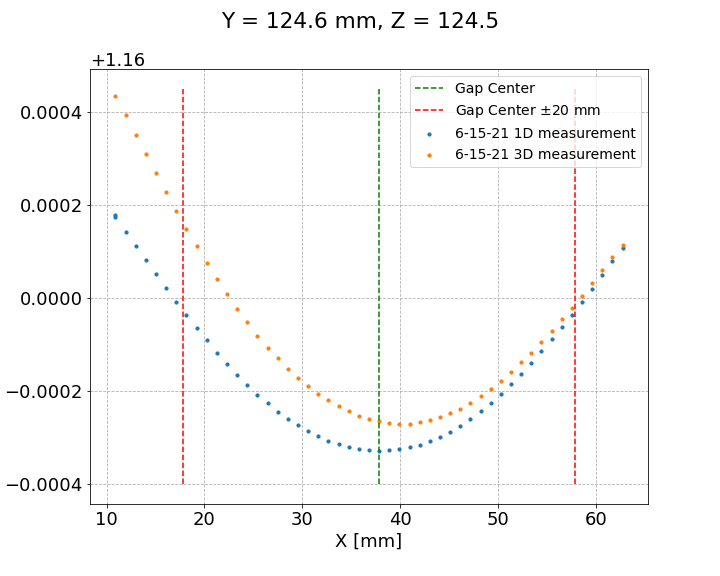 Y = 124.6 mm, Z = 124.5
+1.16
Gap Center
Gap Center ±20 mm
6-15-21 1D measurement
6-15-21 3D measurement
0.0004
0.0002
0.0000
−0.0002
−0.0004
10 20 30 40 50 60
X [mm]